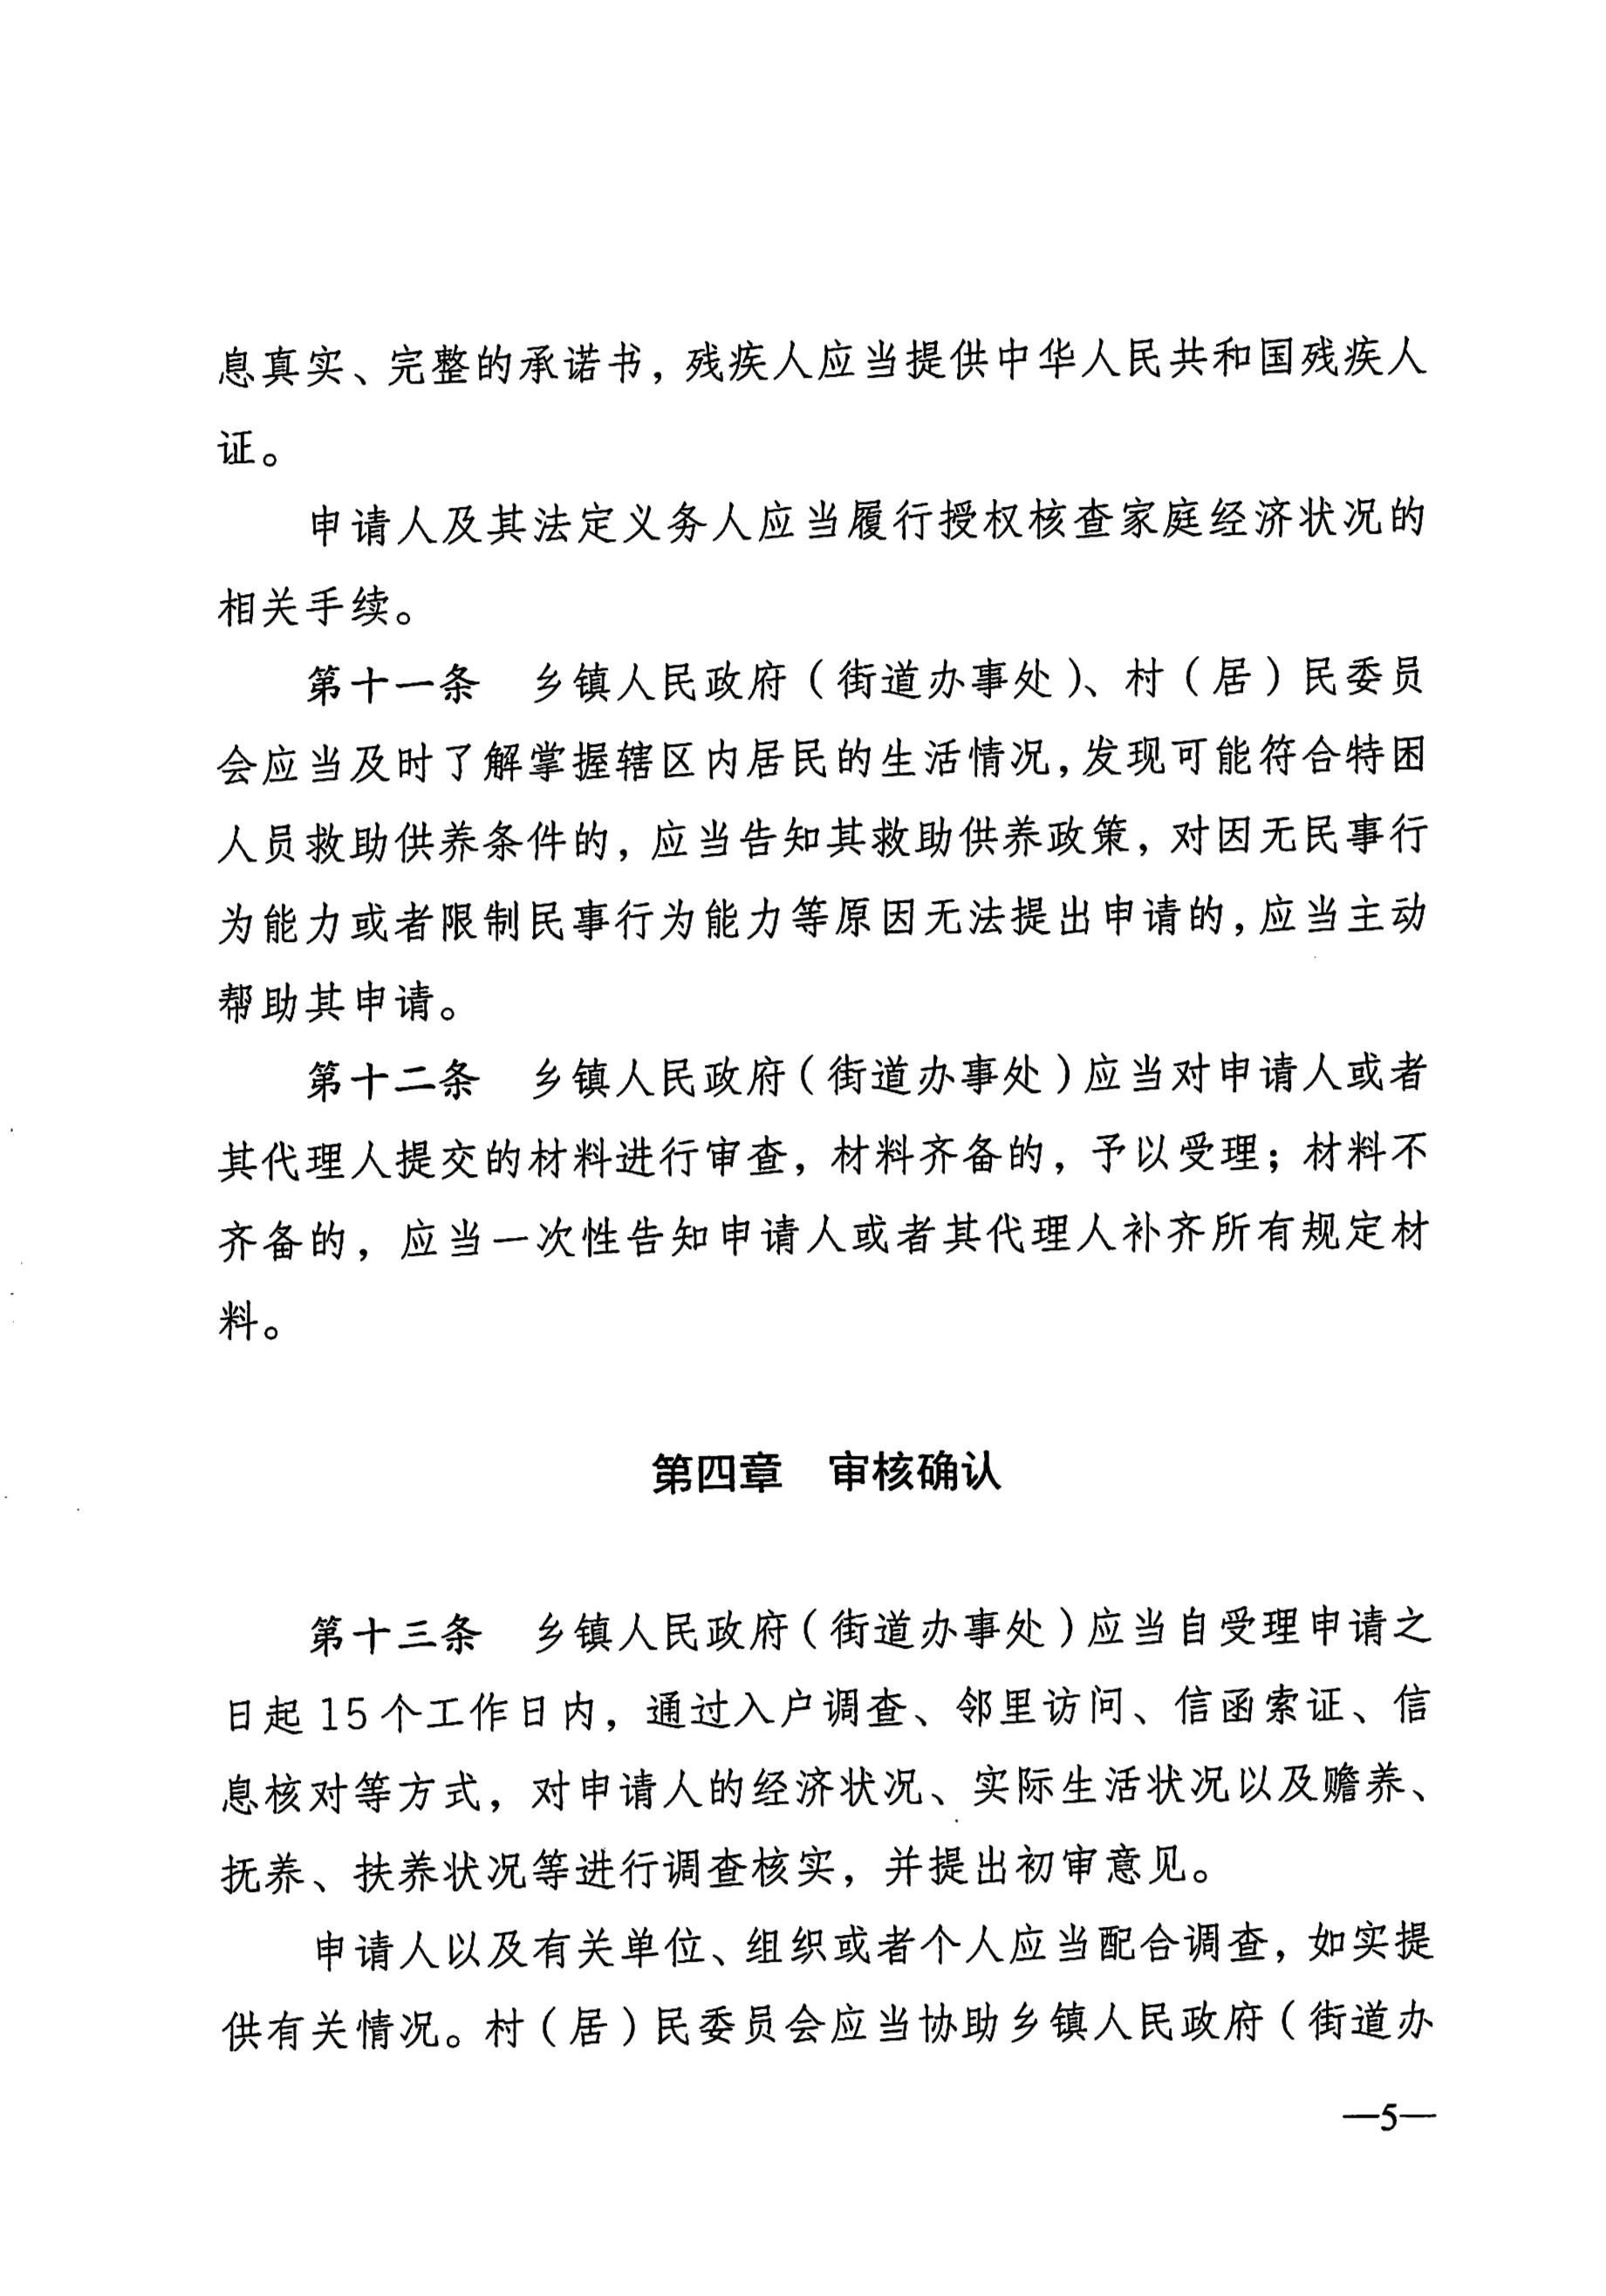 息真实、完整的承诺书，残疾人应当提供中华人民共和国残疾人
证。
申请人及其法定义务人应当履行授权核查家庭经济状况的
相关手续。
第十一条　乡镇人民政府（街道办事处）、村（居）民委员
会应当及时了解掌握辖区内居民的生活情况，发现可能符合特困
人员救助供养条件的，应当告知其救助供养政策，对因无民事行
为能力或者限制民事行为能力等原因无法提出申请的，应当主动
帮助其申请。
第十二条　乡镇人民政府（街道办事处）应当对申请人或者
其代理人提交的材料进行审查，材料齐备的，予以受理；材料不
齐备的，应当一次性告知申请人或者其代理人补齐所有规定材
料。
第四章　审核确认
第十三条　乡镇人民政府（街道办事处）应当自受理申请之
日起 15 个工作日内，通过入户调查、邻里访问、信函索证、信
息核对等方式，对申请人的经济状况、实际生活状况以及赡养、
抚养、扶养状况等进行调查核实，并提出初审意见。
申请人以及有关单位、组织或者个人应当配合调查，如实提
供有关情况。村（居）民委员会应当协助乡镇人民政府（街道办
—5—